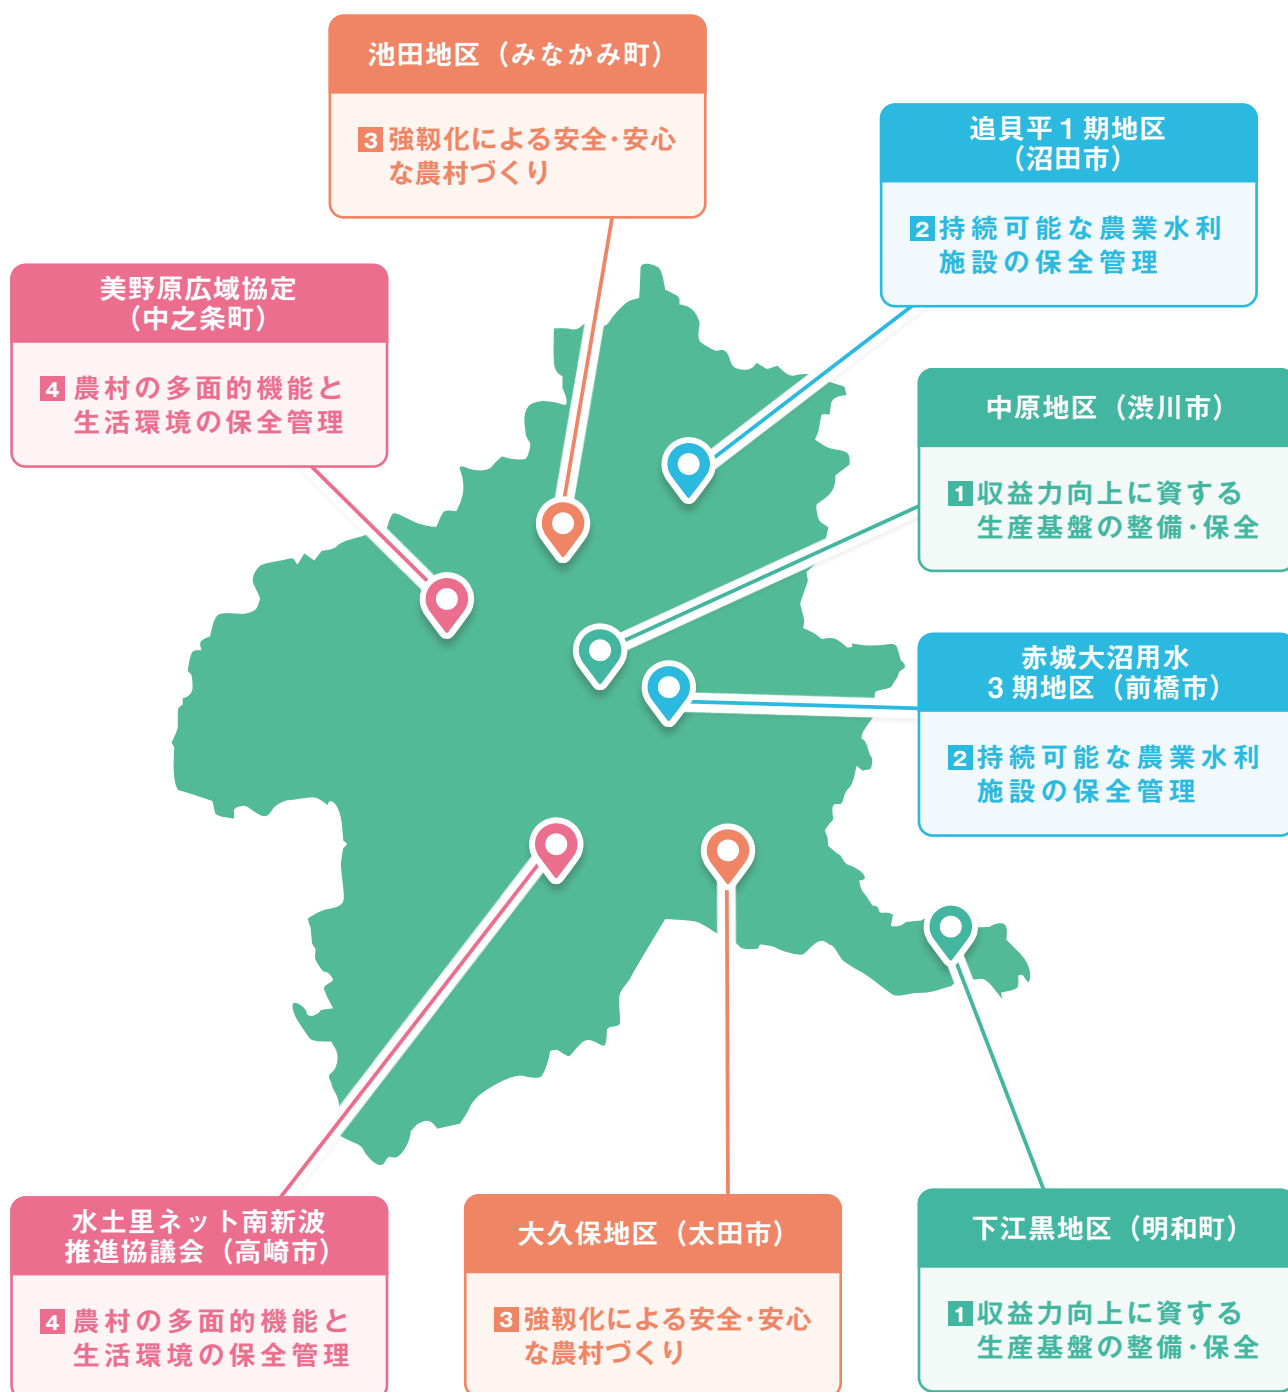 池田地区（みなかみ町）
3 強靱化による安全・安心
な農村づくり
追貝平１期地区
（沼田市）
2 持続可能な農業水利
施設の保全管理
美野原広域協定
（中之条町）
4 農村の多面的機能と
生活環境の保全管理
中原地区（渋川市）
1 収益力向上に資する
生産基盤の整備・保全
赤城大沼用水
３期地区（前橋市）
2 持続可能な農業水利
施設の保全管理
水土里ネット南新波
推進協議会（高崎市）
4 農村の多面的機能と
生活環境の保全管理
大久保地区（太田市）
3 強靱化による安全・安心
な農村づくり
下江黒地区（明和町）
1 収益力向上に資する
生産基盤の整備・保全